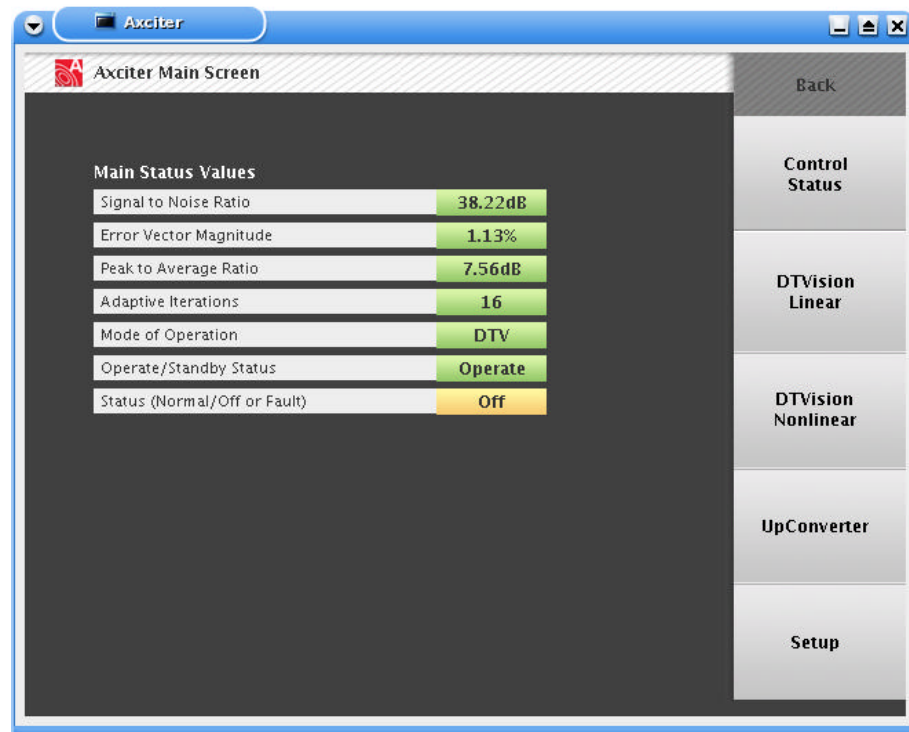 Axciter
Axciter Main Screen
Back
Main Status Values
Signal to Noise Ratio 38.22dB
Error Vector Magnitude 1.13%
Peak to Average Ratio 7.56dB
Adaptive Iterations 16
Mode of Operation DTV
Operate/Standby Status Operate
Status (Normal/Off or Fault) Off
Control
Status
DTVision
Linear
DTVision
Nonlinear
UpConverter
Setup